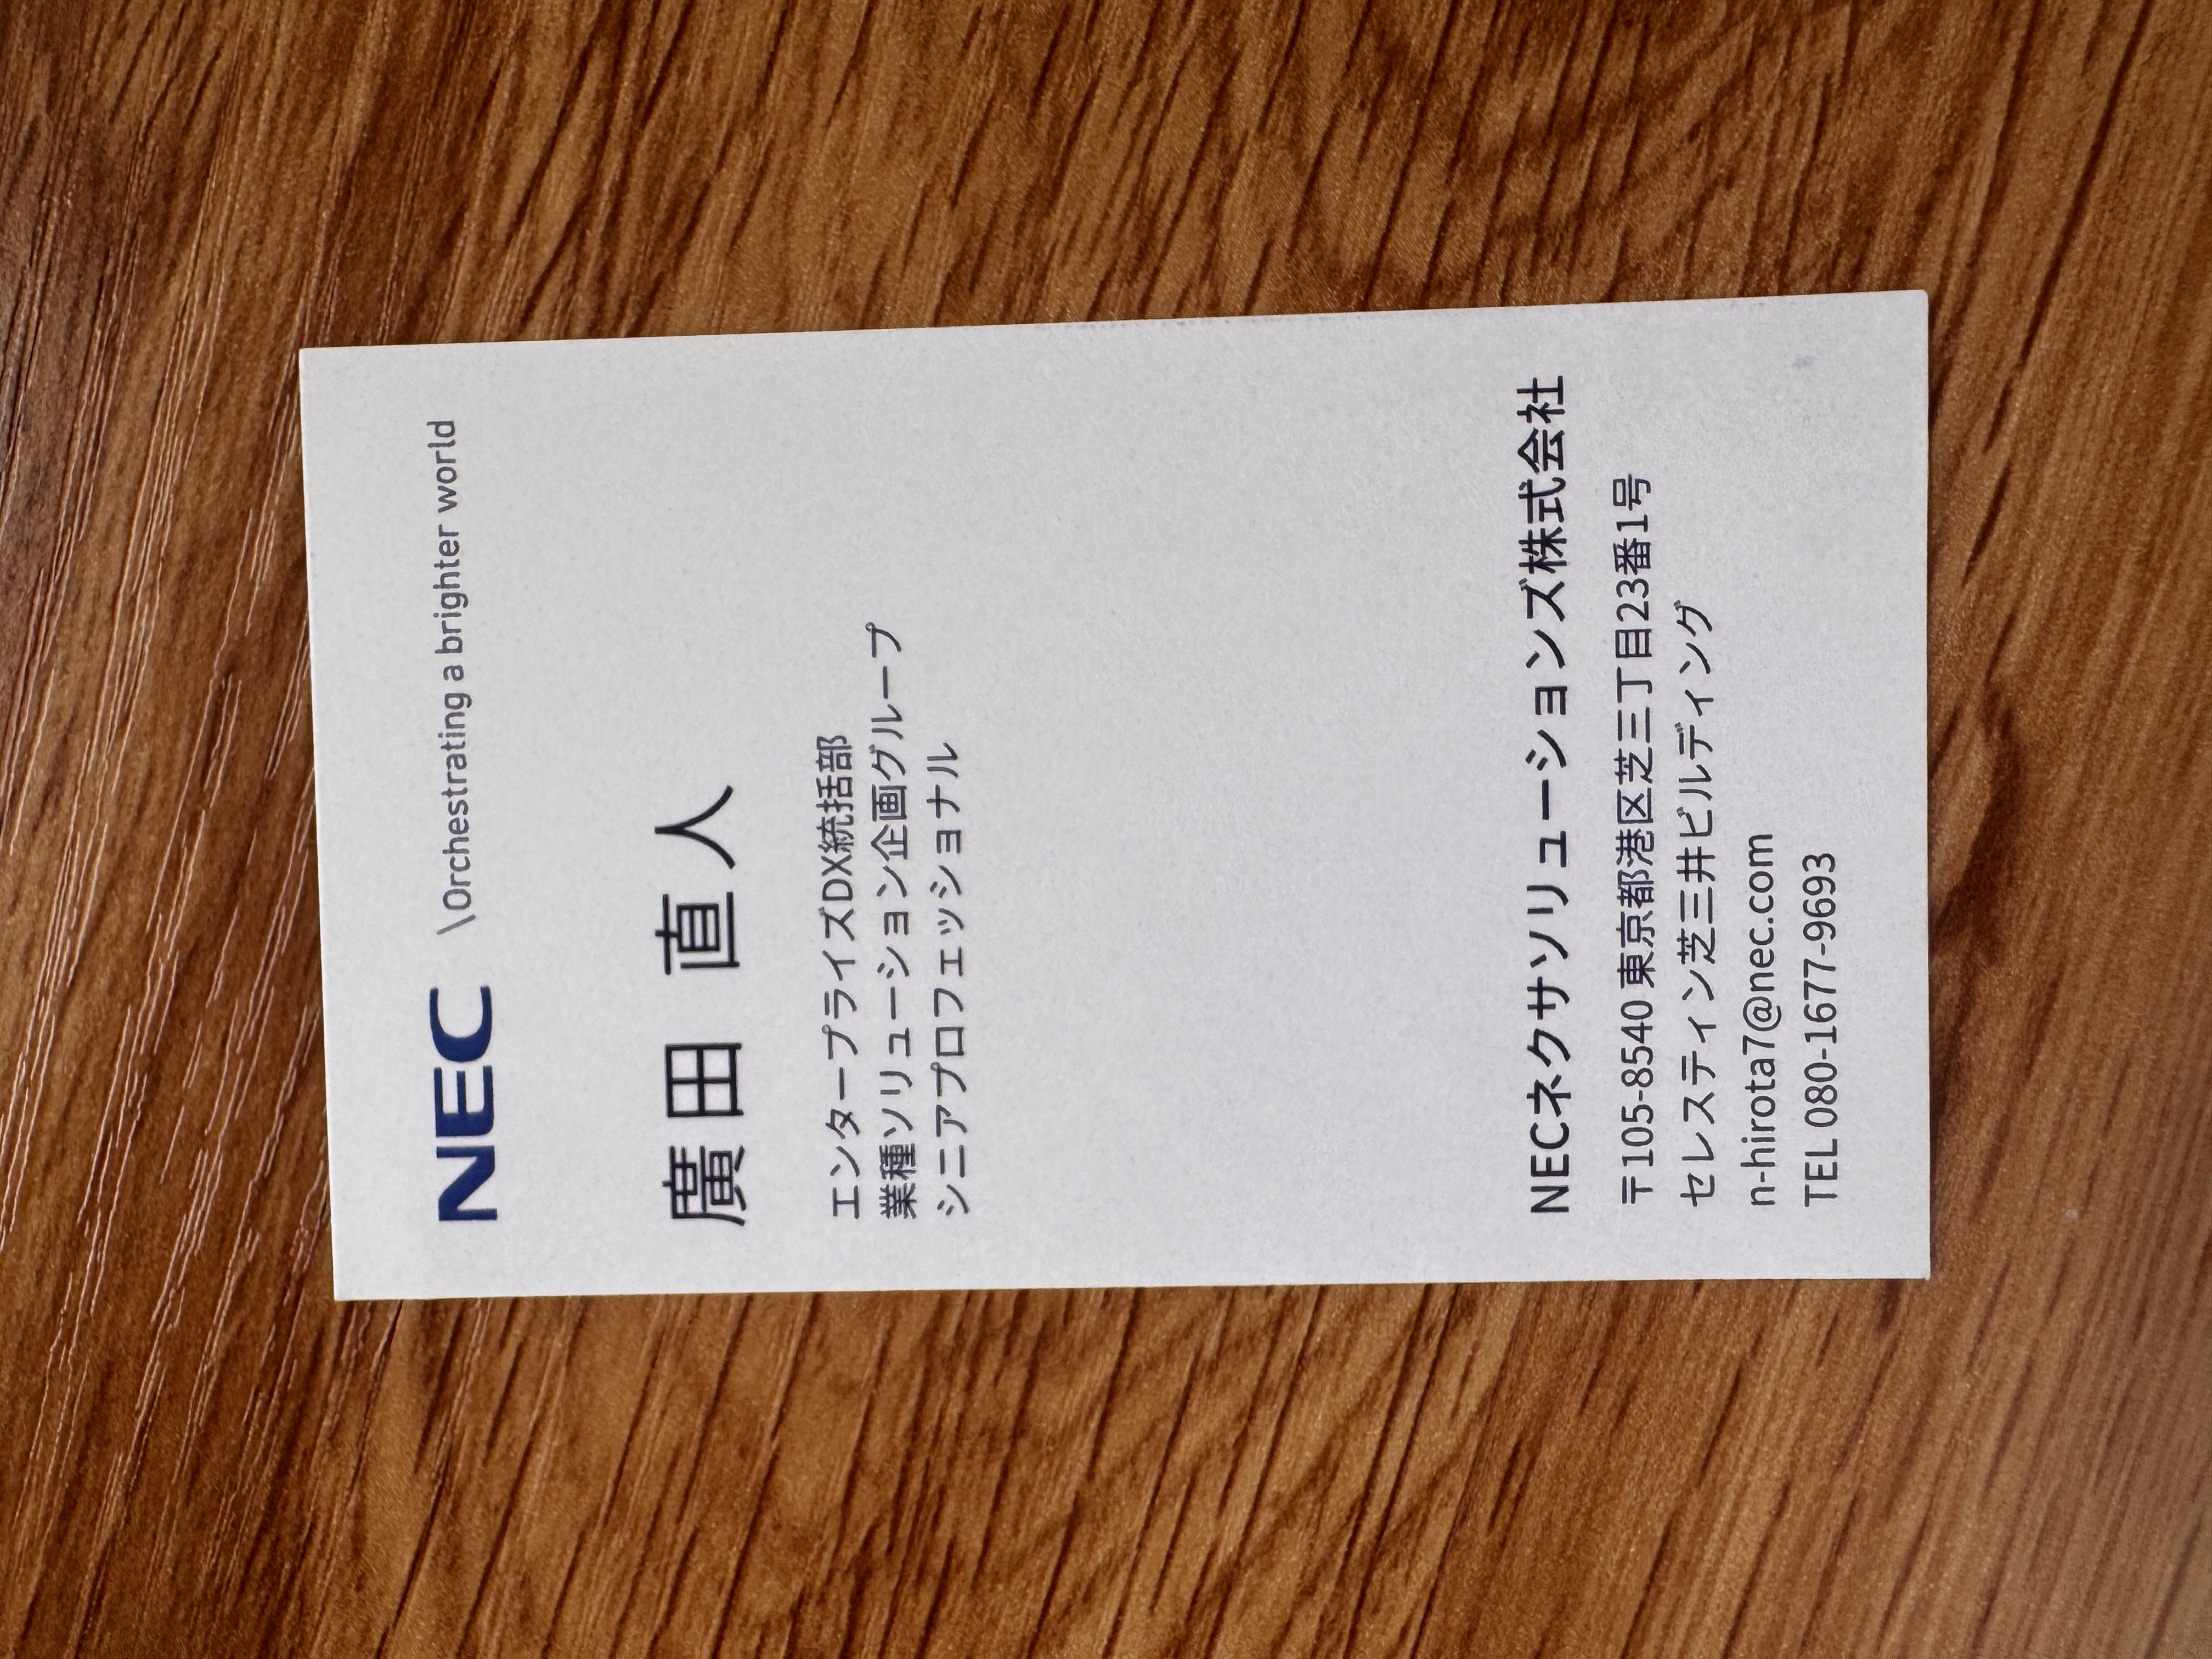 NEC \Orchestrating a brighter world
廣田 直人
エンタープライズDX統括部
業種ソリューション企画グループ
シニアプロフェッショナル
NECネクサソリューションズ株式会社
〒105-8540 東京都港区芝三丁目23番1号
セレスティン芝三井ビルディング
n-hirota7@nec.com
TEL 080-1677-9693